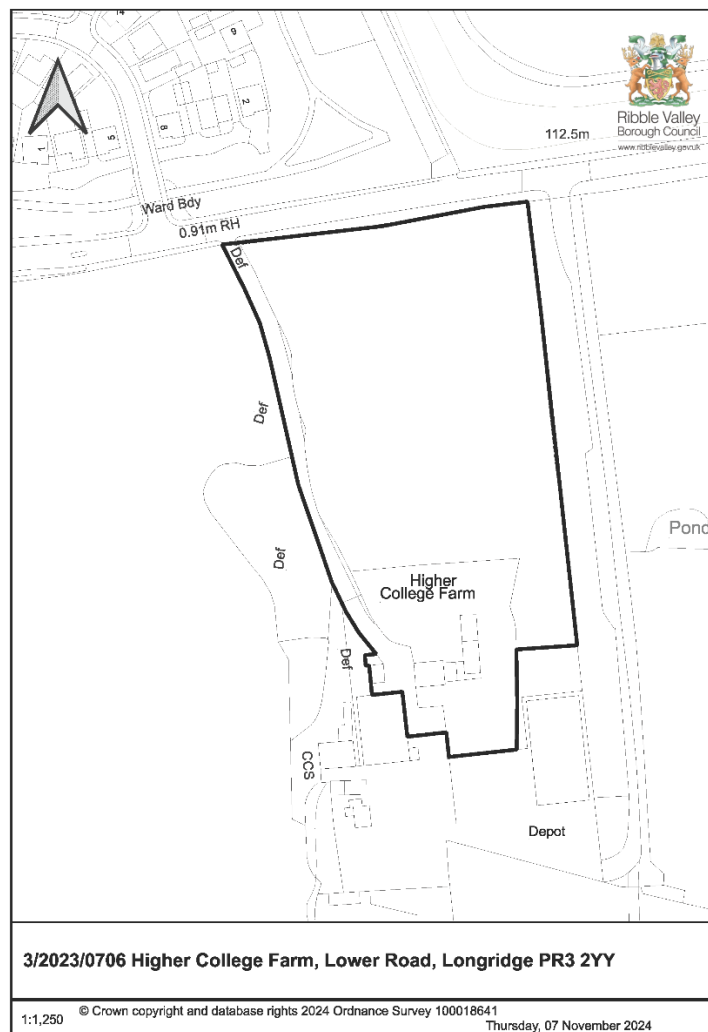 14
9
2
8
5
1
Ribble Valley
Borough Council
www.ribblevalley.gov.uk
112.5m
Ward Bdy
0.91m RH
Def
Def
Pond
Def
Higher
College Farm
Def
CCS
Depot
3/2023/0706 Higher College Farm, Lower Road, Longridge PR3 2YY
1:1,250
© Crown copyright and database rights 2024 Ordnance Survey 100018641
Thursday, 07 November 2024